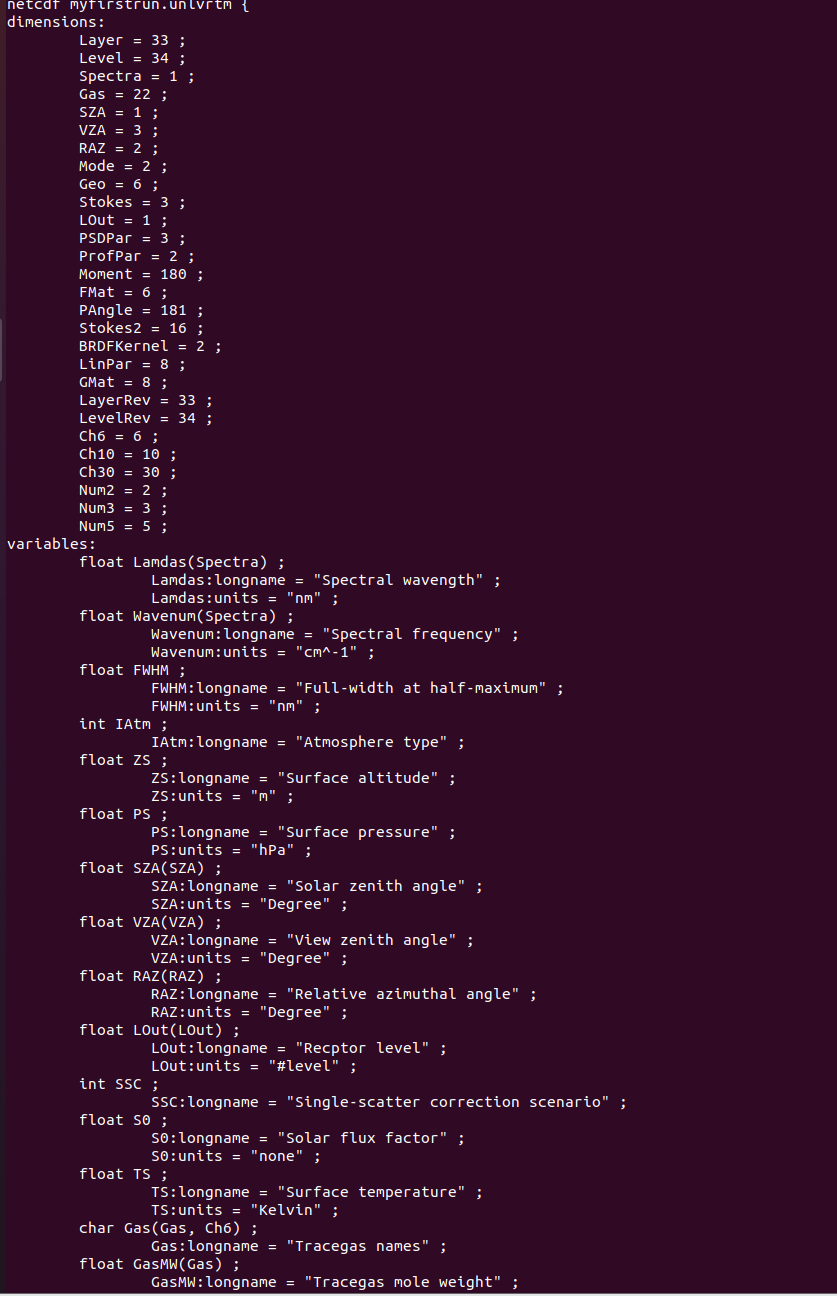 netcdf myfirstrun.unlvrtm {
dimensions:
        Layer = 33 ;
        Level = 34 ;
        Spectra = 1 ;
        Gas = 22 ;
        SZA = 1 ;
        VZA = 3 ;
        RAZ = 2 ;
        Mode = 2 ;
        Geo = 6 ;
        Stokes = 3 ;
        LOut = 1 ;
        PSDPar = 3 ;
        ProfPar = 2 ;
        Moment = 180 ;
        FMat = 6 ;
        PAngle = 181 ;
        Stokes2 = 16 ;
        BRDFKernel = 2 ;
        LinPar = 8 ;
        GMat = 8 ;
        LayerRev = 33 ;
        LevelRev = 34 ;
        Ch6 = 6 ;
        Ch10 = 10 ;
        Ch30 = 30 ;
        Num2 = 2 ;
        Num3 = 3 ;
        Num5 = 5 ;
variables:
        float Lamdas(Spectra) ;
                Lamdas:longname = "Spectral wavength" ;
                Lamdas:units = "nm" ;
        float Wavenum(Spectra) ;
                Wavenum:longname = "Spectral frequency" ;
                Wavenum:units = "cm^-1" ;
        float FWHM ;
                FWHM:longname = "Full-width at half-maximum" ;
                FWHM:units = "nm" ;
        int IAtm ;
                IAtm:longname = "Atmosphere type" ;
        float ZS ;
                ZS:longname = "Surface altitude" ;
                ZS:units = "m" ;
        float PS ;
                PS:longname = "Surface pressure" ;
                PS:units = "hPa" ;
        float SZA(SZA) ;
                SZA:longname = "Solar zenith angle" ;
                SZA:units = "Degree" ;
        float VZA(VZA) ;
                VZA:longname = "View zenith angle" ;
                VZA:units = "Degree" ;
        float RAZ(RAZ) ;
                RAZ:longname = "Relative azimuthal angle" ;
                RAZ:units = "Degree" ;
        float LOut(LOut) ;
                LOut:longname = "Recptor level" ;
                LOut:units = "#level" ;
        int SSC ;
                SSC:longname = "Single-scatter correction scenario" ;
        float S0 ;
                S0:longname = "Solar flux factor" ;
                S0:units = "none" ;
        float TS ;
                TS:longname = "Surface temperature" ;
                TS:units = "Kelvin" ;
        char Gas(Gas, Ch6) ;
                Gas:longname = "Tracegas names" ;
        float GasMW(Gas) ;
                GasMW:longname = "Tracegas mole weight" ;